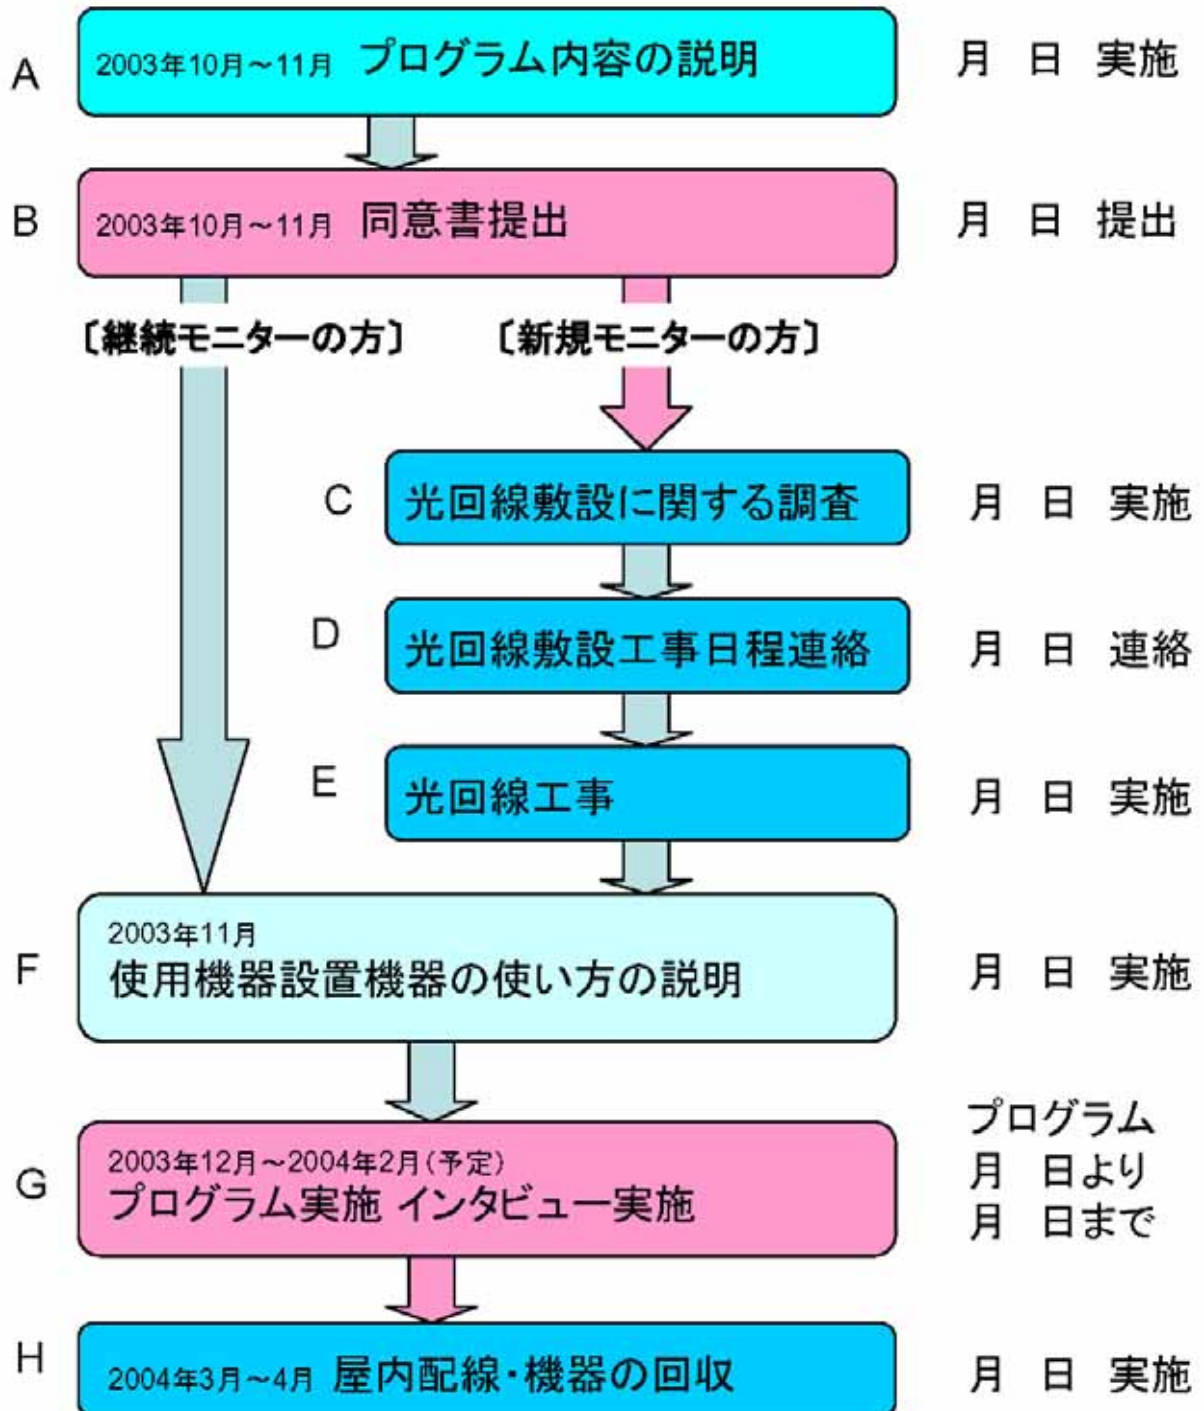 A 2003年10月～11月 プログラム内容の説明 月 日 実施
B 2003年10月～11月 同意書提出 月 日 提出
〔継続モニターの方〕 〔新規モニターの方〕
C 光回線敷設に関する調査 月 日 実施
D 光回線敷設工事日程連絡 月 日 連絡
E 光回線工事 月 日 実施
2003年11月
F 使用機器設置機器の使い方の説明 月 日 実施
プログラム
2003年12月～2004年2月(予定) 月 日より
G プログラム実施 インタビュー実施 月 日まで
H 2004年3月～4月 屋内配線・機器の回収 月 日 実施